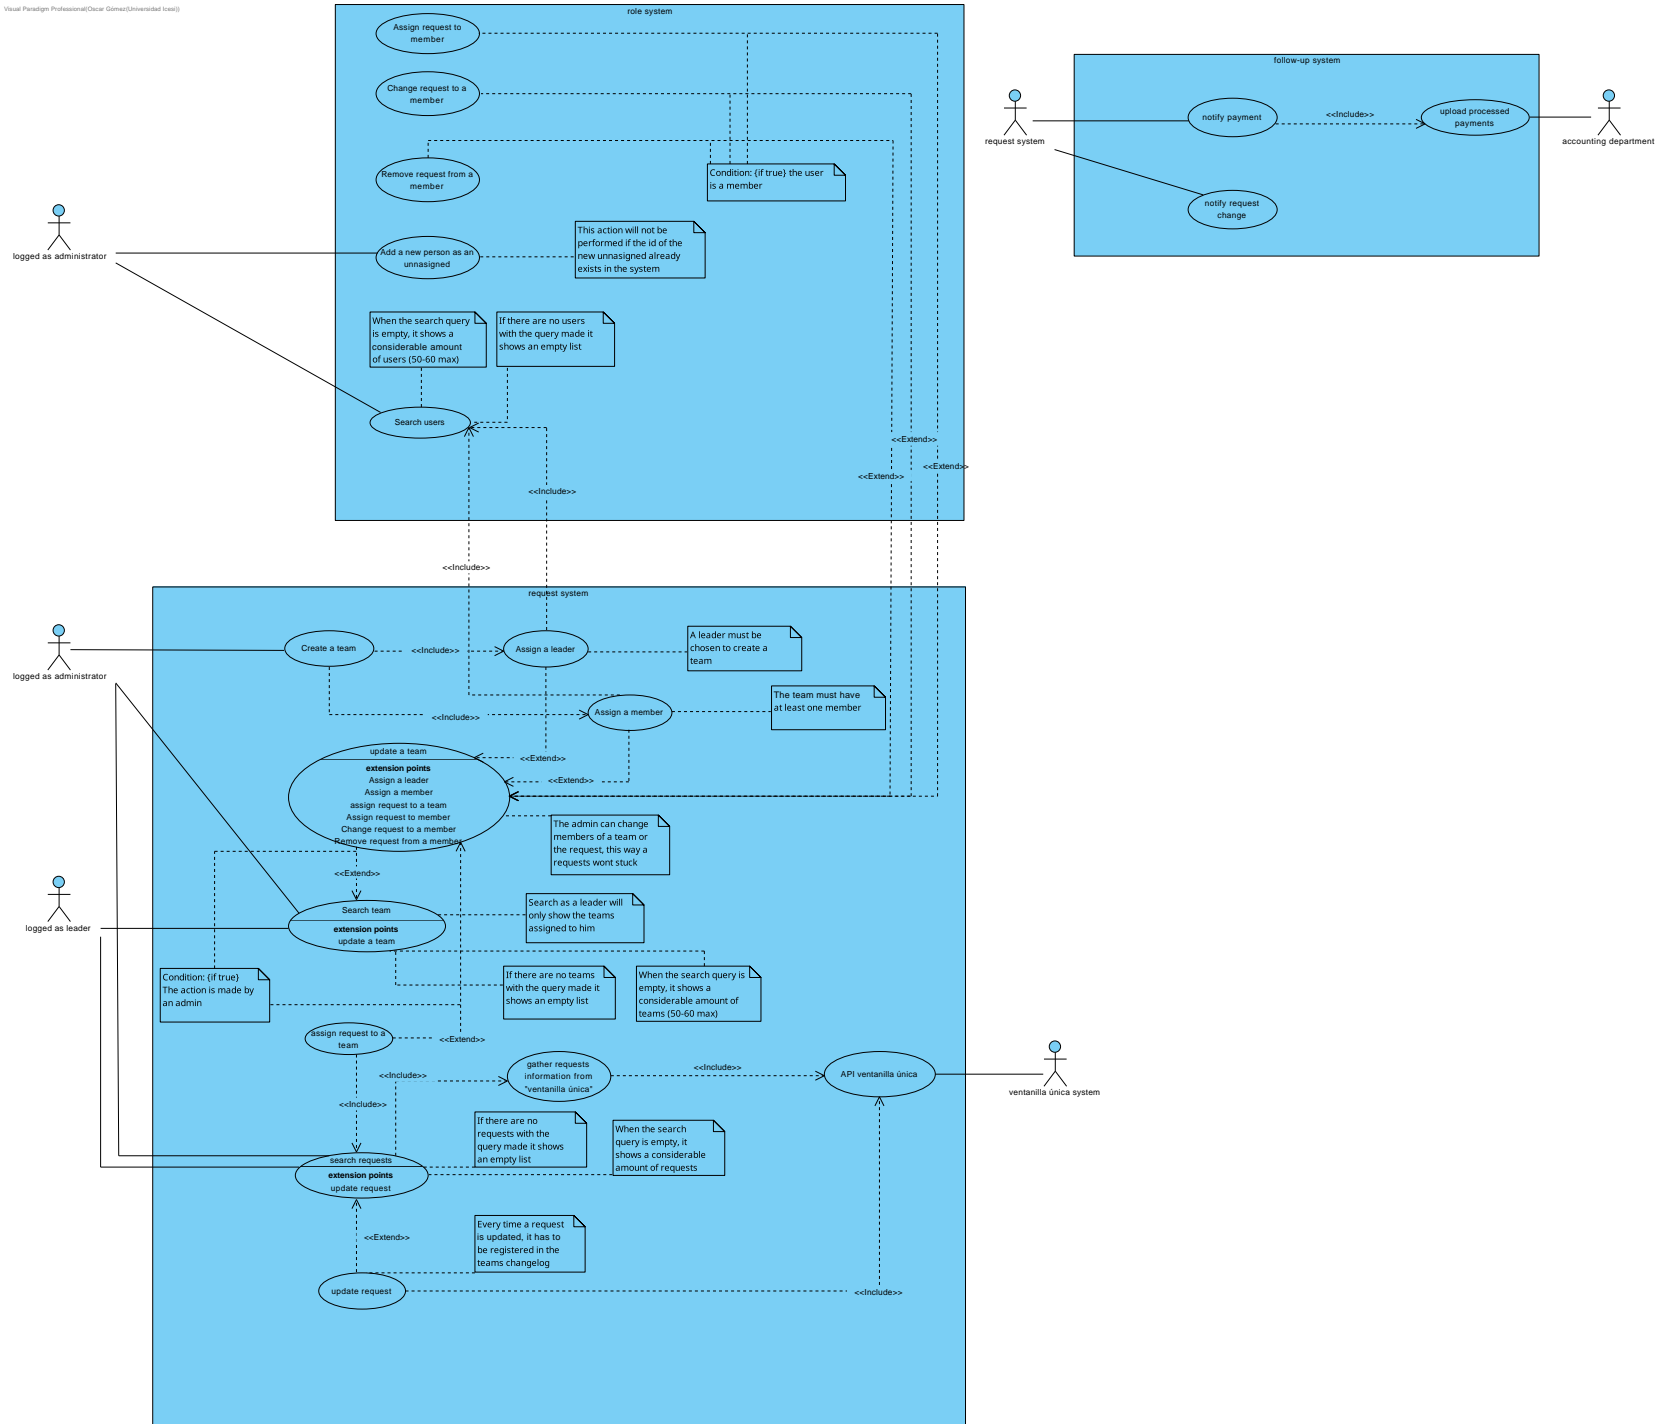 Visual Paradigm Professional(Oscar Gómez(Universidad Icesi))
role system
Assign request to
member
Change request to a
member
Remove request from a
member
Condition: {if true} the user
is a member
Add a new person as an
unnasigned
This action will not be
performed if the id of the
new unnasigned already
exists in the system
logged as administrator
When the search query
is empty, it shows a
considerable amount
of users (50-60 max)
If there are no users
with the query made it
shows an empty list
Search users
<<Extend>>
<<Extend>>
<<Extend>>
<<Include>>
<<Include>>
follow-up system
request system
notify payment
<<Include>>
upload processed
payments
accounting department
notify request
change
request system
logged as administrator
Create a team
<<Include>>
Assign a leader
A leader must be
chosen to create a
team
<<Include>>
Assign a member
The team must have
at least one member
update a team
<<Extend>>
extension points
Assign a leader
Assign a member
assign request to a team
Assign request to member
Change request to a member
Remove request from a member
<<Extend>>
The admin can change
members of a team or
the request, this way a
requests wont stuck
<<Extend>>
logged as leader
Search team
extension points
update a team
Search as a leader will
only show the teams
assigned to him
Condition: {if true}
The action is made by
an admin
If there are no teams
with the query made it
shows an empty list
When the search query is
empty, it shows a
considerable amount of
teams (50-60 max)
assign request to a
team
<<Extend>>
<<Include>>
gather requests
information from
"ventanilla única"
<<Include>>
API ventanilla única
ventanilla única system
<<Include>>
If there are no
requests with the
query made it shows
an empty list
When the search
query is empty, it
shows a considerable
amount of requests
search requests
extension points
update request
<<Extend>>
Every time a request
is updated, it has to
be registered in the
teams changelog
update request
<<Include>>